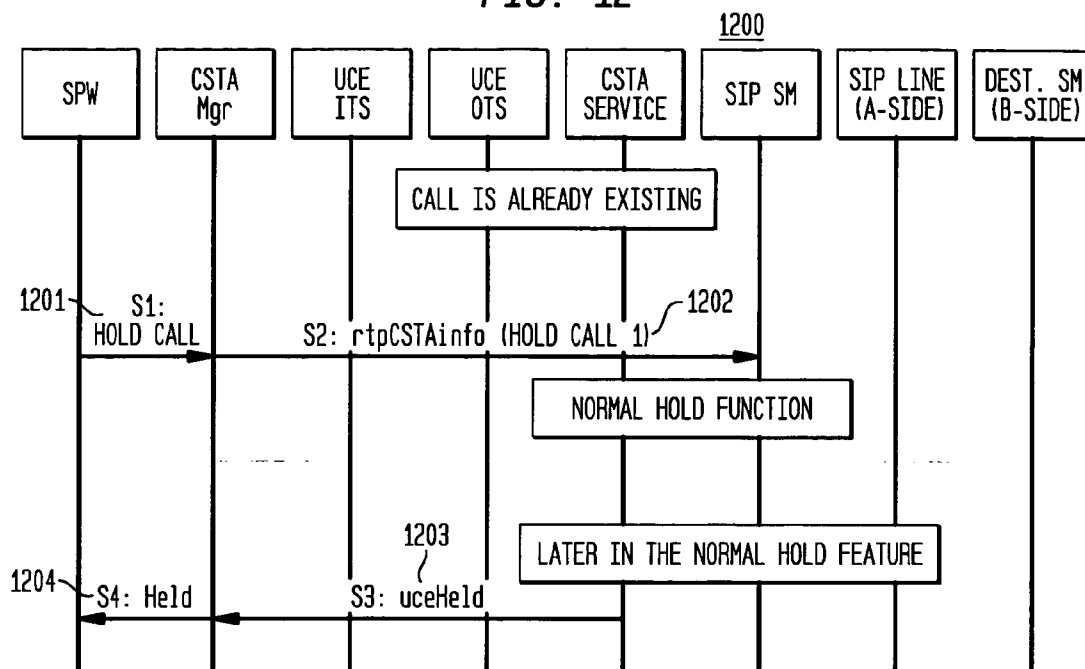 FIG. 12
1200
SPW
CSTA
Mgr
UCE
ITS
UCE
OTS
CSTA
SERVICE
SIP SM
SIP LINE
(A-SIDE)
DEST. SM
(B-SIDE)
CALL IS ALREADY EXISTING
1201
S1:
HOLD CALL
S2: rtpCSTAinfo (HOLD CALL 1)
1202
NORMAL HOLD FUNCTION
LATER IN THE NORMAL HOLD FEATURE
1203
1204
S4: Held
S3: uceHeld